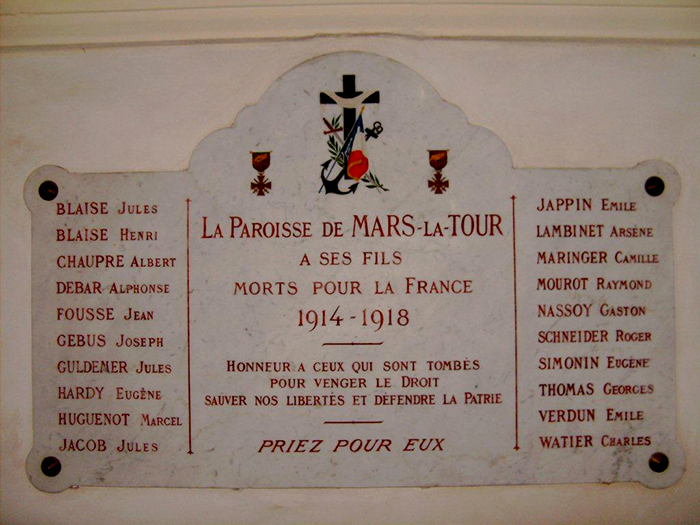 BLAISE JULES
BLAISE HENRI
CHAUPRE ALBERT
DEBAR ALPHONSE
FOUSSE JEAN
GEBUS JOSEPH
GULDEMER JULES
HARDY EUGÈNE
HUGUENOT MARCEL
JACOB JULES
LA PAROISSE DE MARS-LA-TOUR
A SES FILS
MORTS POUR LA FRANCE
1914-1918
HONNEUR A CEUX QUI SONT TOMBÈS
POUR VENGER LE DROIT
SAUVER NOS LIBERTÈS ET DÈFENDRE LA PATRIE
PRIEZ POUR EUX
JAPPIN EMILE
LAMBINET ARSÈNE
MARINGER CAMILLE
MOUROT RAYMOND
NASSOY GASTON
SCHNEIDER ROGER
SIMONIN EUGÈNE
THOMAS GEORGES
VERDUN EMILE
WATIER CHARLES